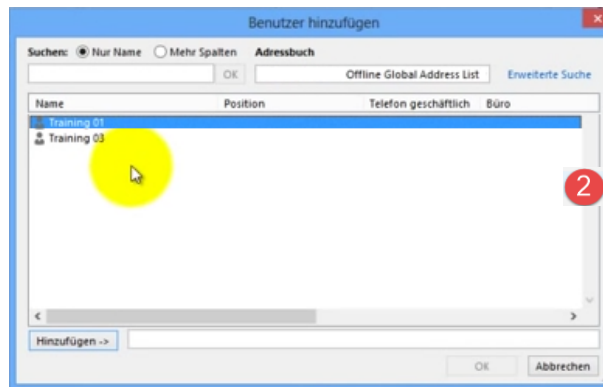 Benutzer hinzufügen
Suchen: Nur Name Mehr Spalten Adressbuch
OK Offline Global Address List Erweiterte Suche
Name Position Telefon geschäftlich Büro
Training 01
Training 03
2
Hinzufügen ->
OK Abbrechen